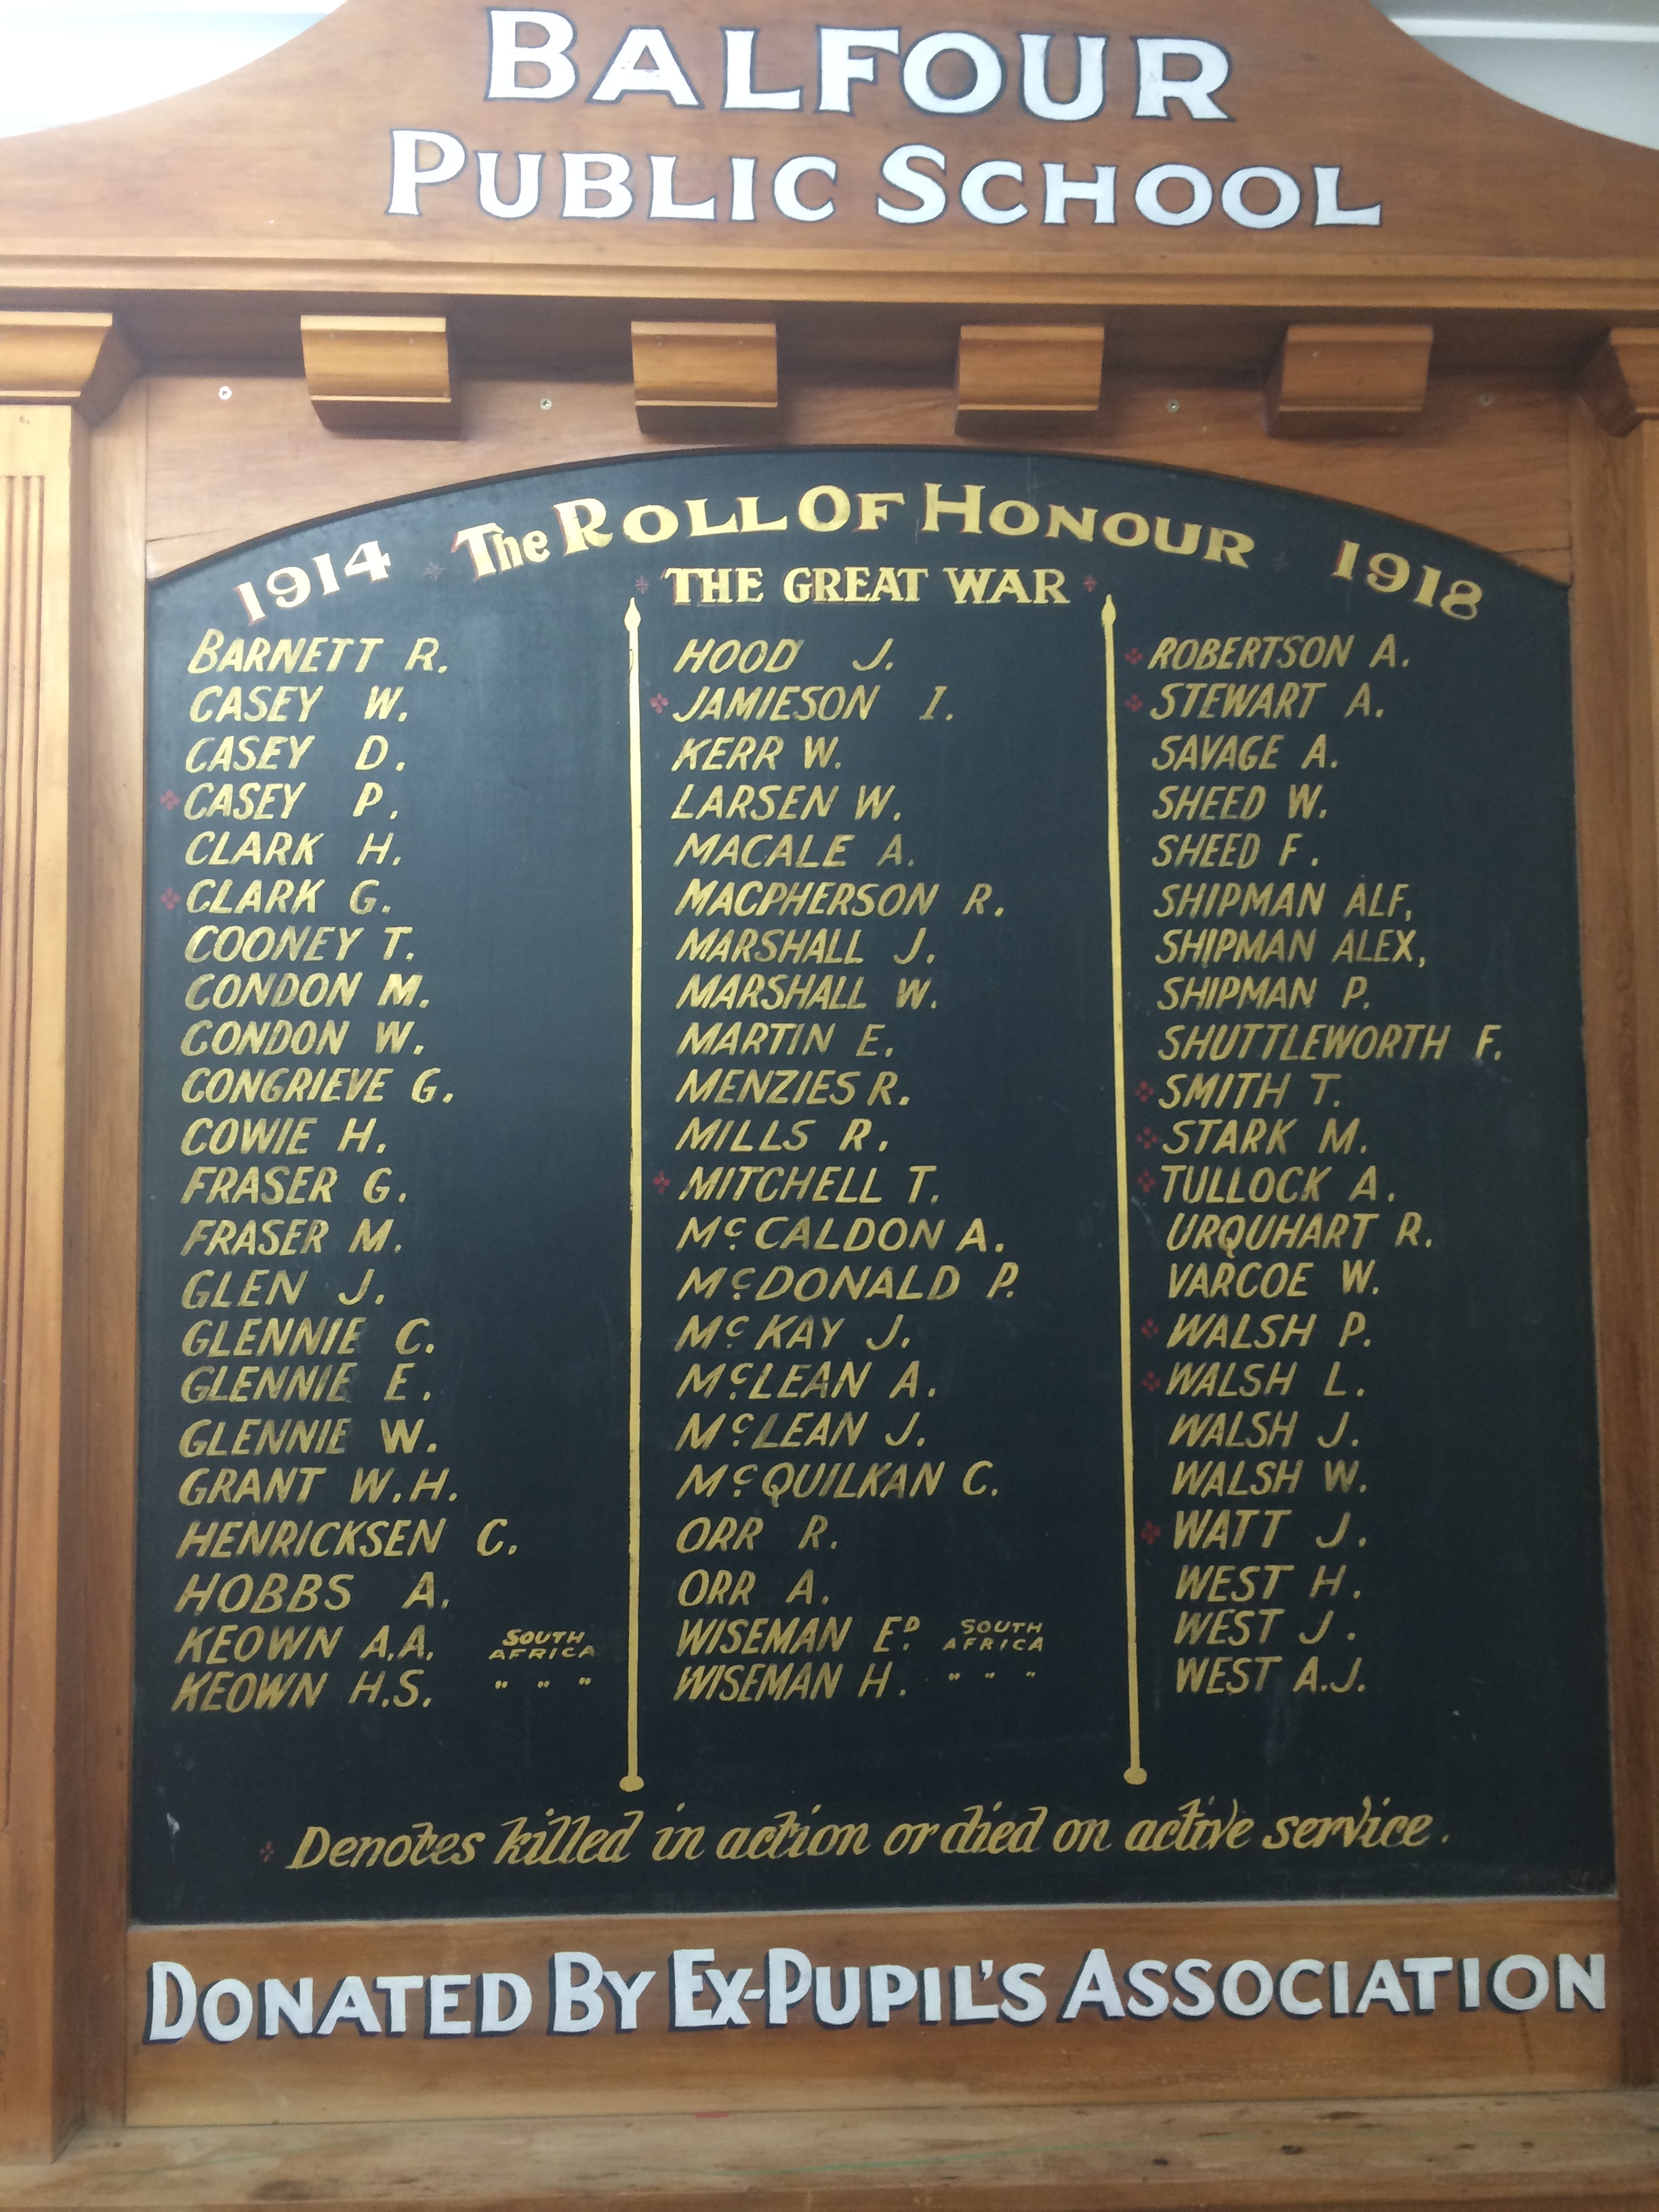 BALFOUR
PUBLIC SCHOOL
1914 The ROLL OF HONOUR 1918
THE GREAT WAR
BARNETT R.
CASEY W.
CASEY D.
CASEY P.
CLARK H.
CLARK G.
COONEY T.
CONDON M.
CONDON W.
CONGRIEVE G.
COWIE H.
FRASER G.
FRASER M.
GLEN J.
GLENNIE C.
GLENNIE E.
GLENNIE W.
GRANT W.H.
HENRICKSEN C.
HOBBS A.
KEOWN A.A. SOUTH AFRICA
KEOWN H.S. " " "
HOOD J.
JAMIESON I.
KERR W.
LARSEN W.
MACALE A.
MACPHERSON R.
MARSHALL J.
MARSHALL W.
MARTIN E.
MENZIES R.
MILLS R.
MITCHELL T.
McCALDON A.
McDONALD P.
McKAY J.
McLEAN A.
McLEAN J.
McQUILKAN C.
ORR R.
ORR A.
WISEMAN ED. SOUTH AFRICA
WISEMAN H. " " "
ROBERTSON A.
STEWART A.
SAVAGE A.
SHEED W.
SHEED F.
SHIPMAN ALF,
SHIPMAN ALEX,
SHIPMAN P.
SHUTTLEWORTH F.
SMITH T.
STARK M.
TULLOCK A.
URQUHART R.
VARCOE W.
WALSH P.
WALSH L.
WALSH J.
WALSH W.
WATT J.
WEST H.
WEST J.
WEST A.J.
Denotes killed in action or died on active service.
DONATED BY EX-PUPIL'S ASSOCIATION